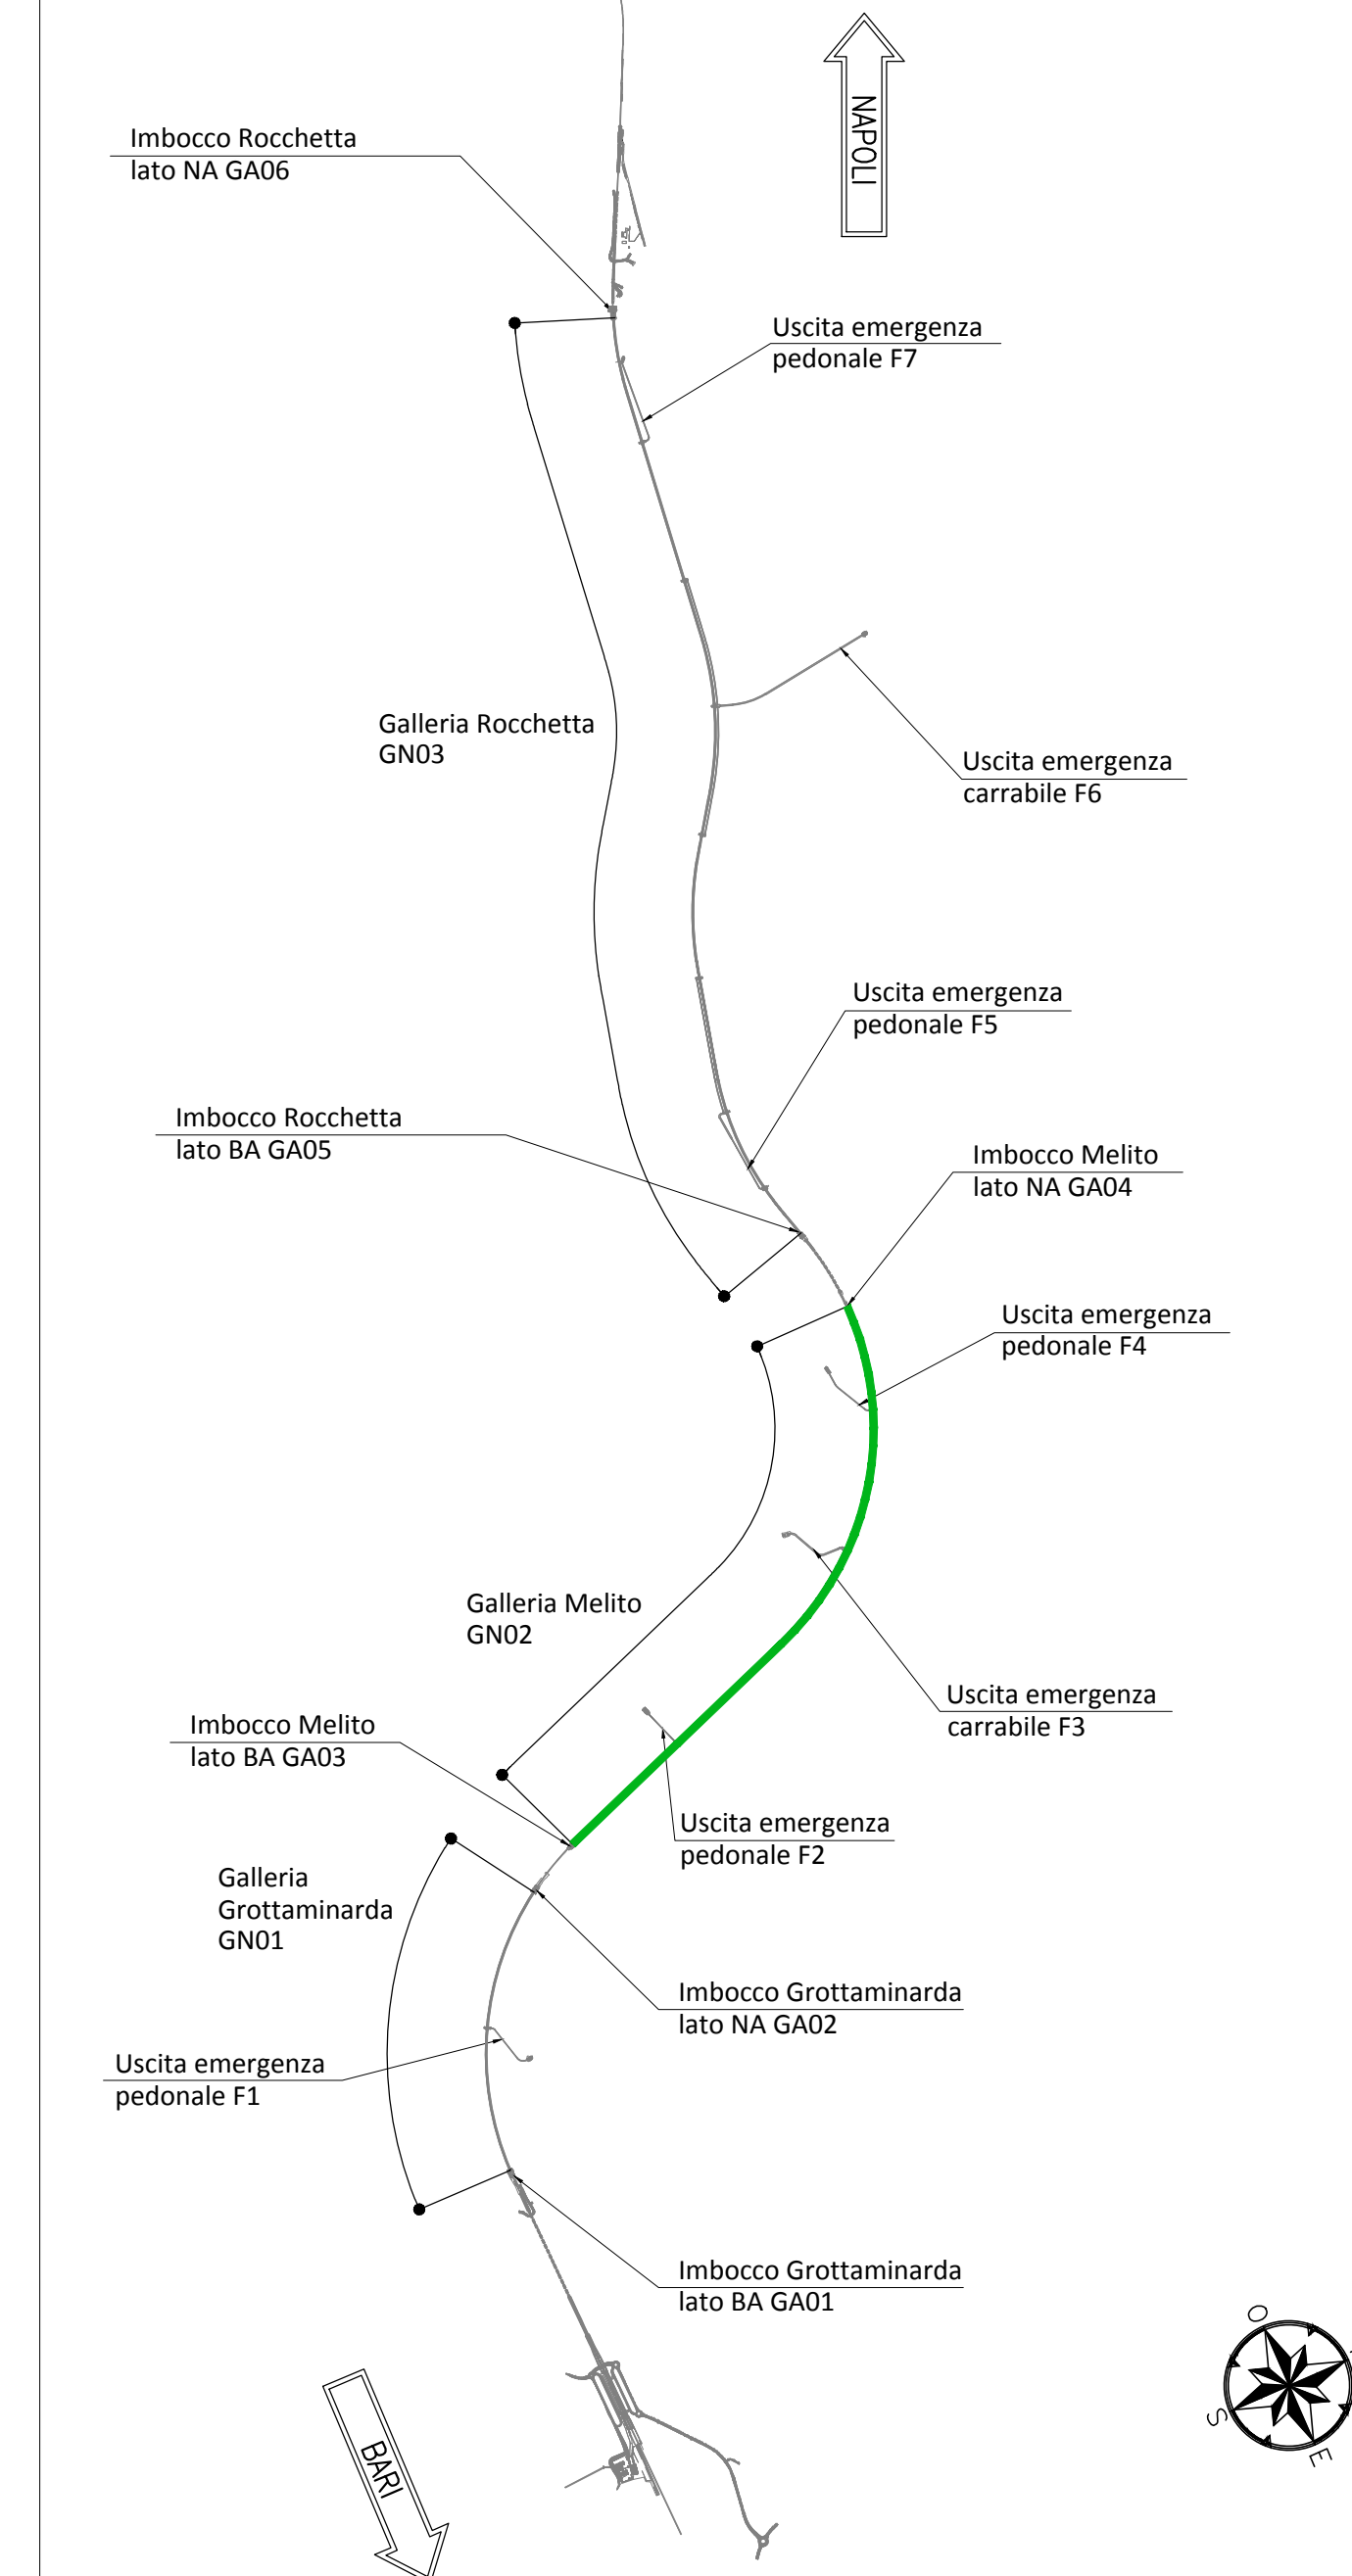 NAPOLI
Imbocco Rocchetta
lato NA GA06
Uscita emergenza
pedonale F7
Galleria Rocchetta
GN03
Uscita emergenza
carrabile F6
Uscita emergenza
pedonale F5
Imbocco Rocchetta
lato BA GA05
Imbocco Melito
lato NA GA04
Uscita emergenza
pedonale F4
Galleria Melito
GN02
Uscita emergenza
carrabile F3
Imbocco Melito
lato BA GA03
Uscita emergenza
pedonale F2
Galleria
Grottaminarda
GN01
Imbocco Grottaminarda
lato NA GA02
Uscita emergenza
pedonale F1
Imbocco Grottaminarda
lato BA GA01
BARI
O
S
E